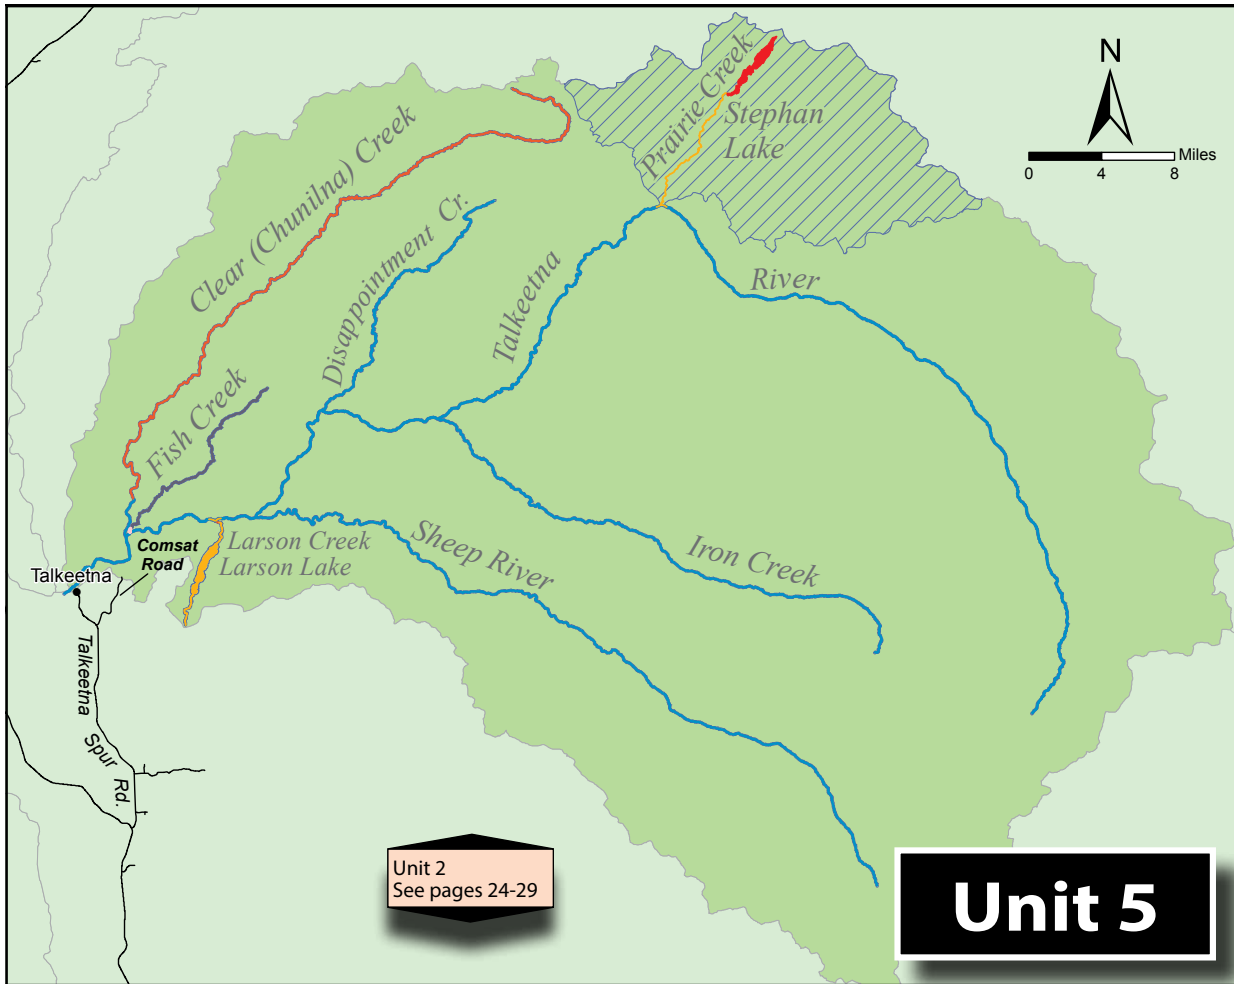 N
Miles
0 4 8
Prairie Creek
Stephan
Lake
Clear (Chunilna) Creek
Disappointment Cr.
Talkeetna
River
Fish Creek
Comsat
Road
Larson Creek
Larson Lake
Sheep River
Iron Creek
Talkeetna
Talkeetna
Spur Rd.
Unit 2
See pages 24-29
Unit 5